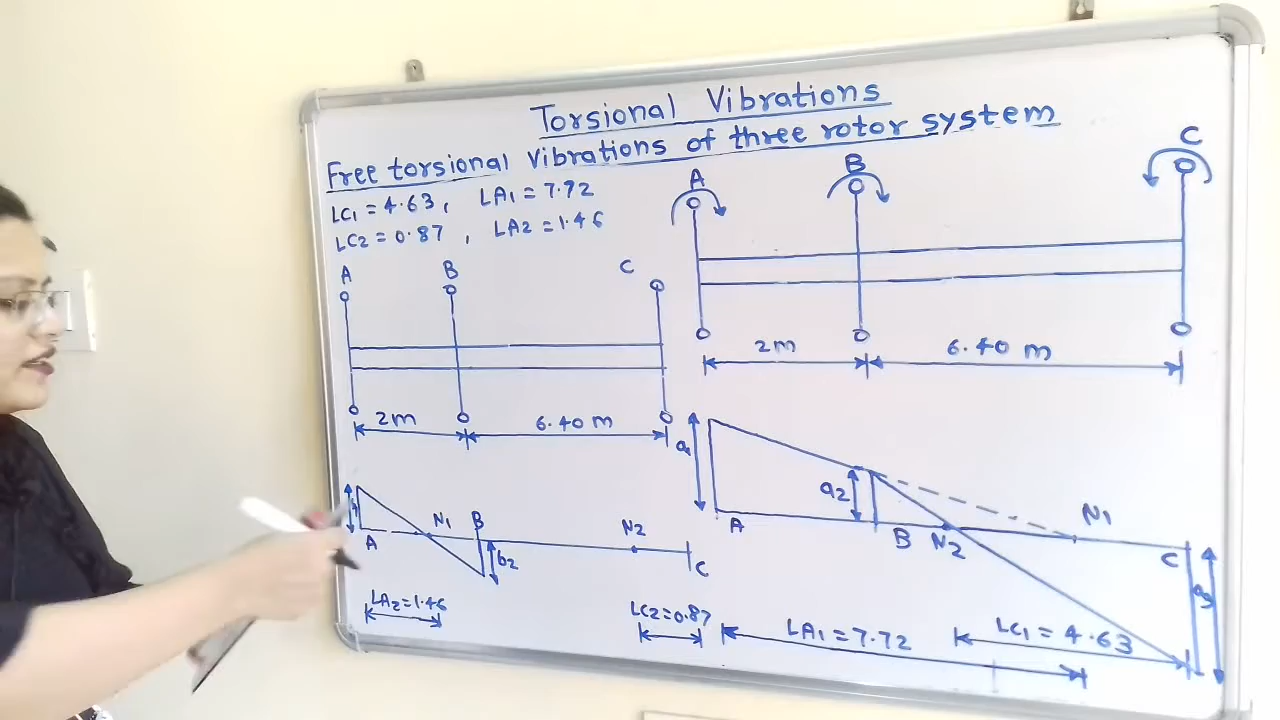 Torsional Vibrations
Free torsional vibrations of three rotor system
LC1 = 4.63, LA1 = 7.72
LC2 = 0.87, LA2 = 1.46
A B C
2m 6.40 m
N1 B N2
A b2 C
LA2=1.46
LC2=0.87
A B C
2m 6.40 m
a1 a2 N1
A B N2 C
a3
LA1 = 7.72 LC1 = 4.63